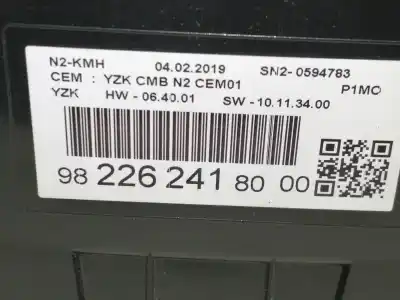 N2-KMH 04.02.2019 SN2- 0594783
CEM : YZK CMB N2 CEM01 P1MO
YZK HW - 06.40.01 SW - 10.11.34.00
98 226 241 80 00